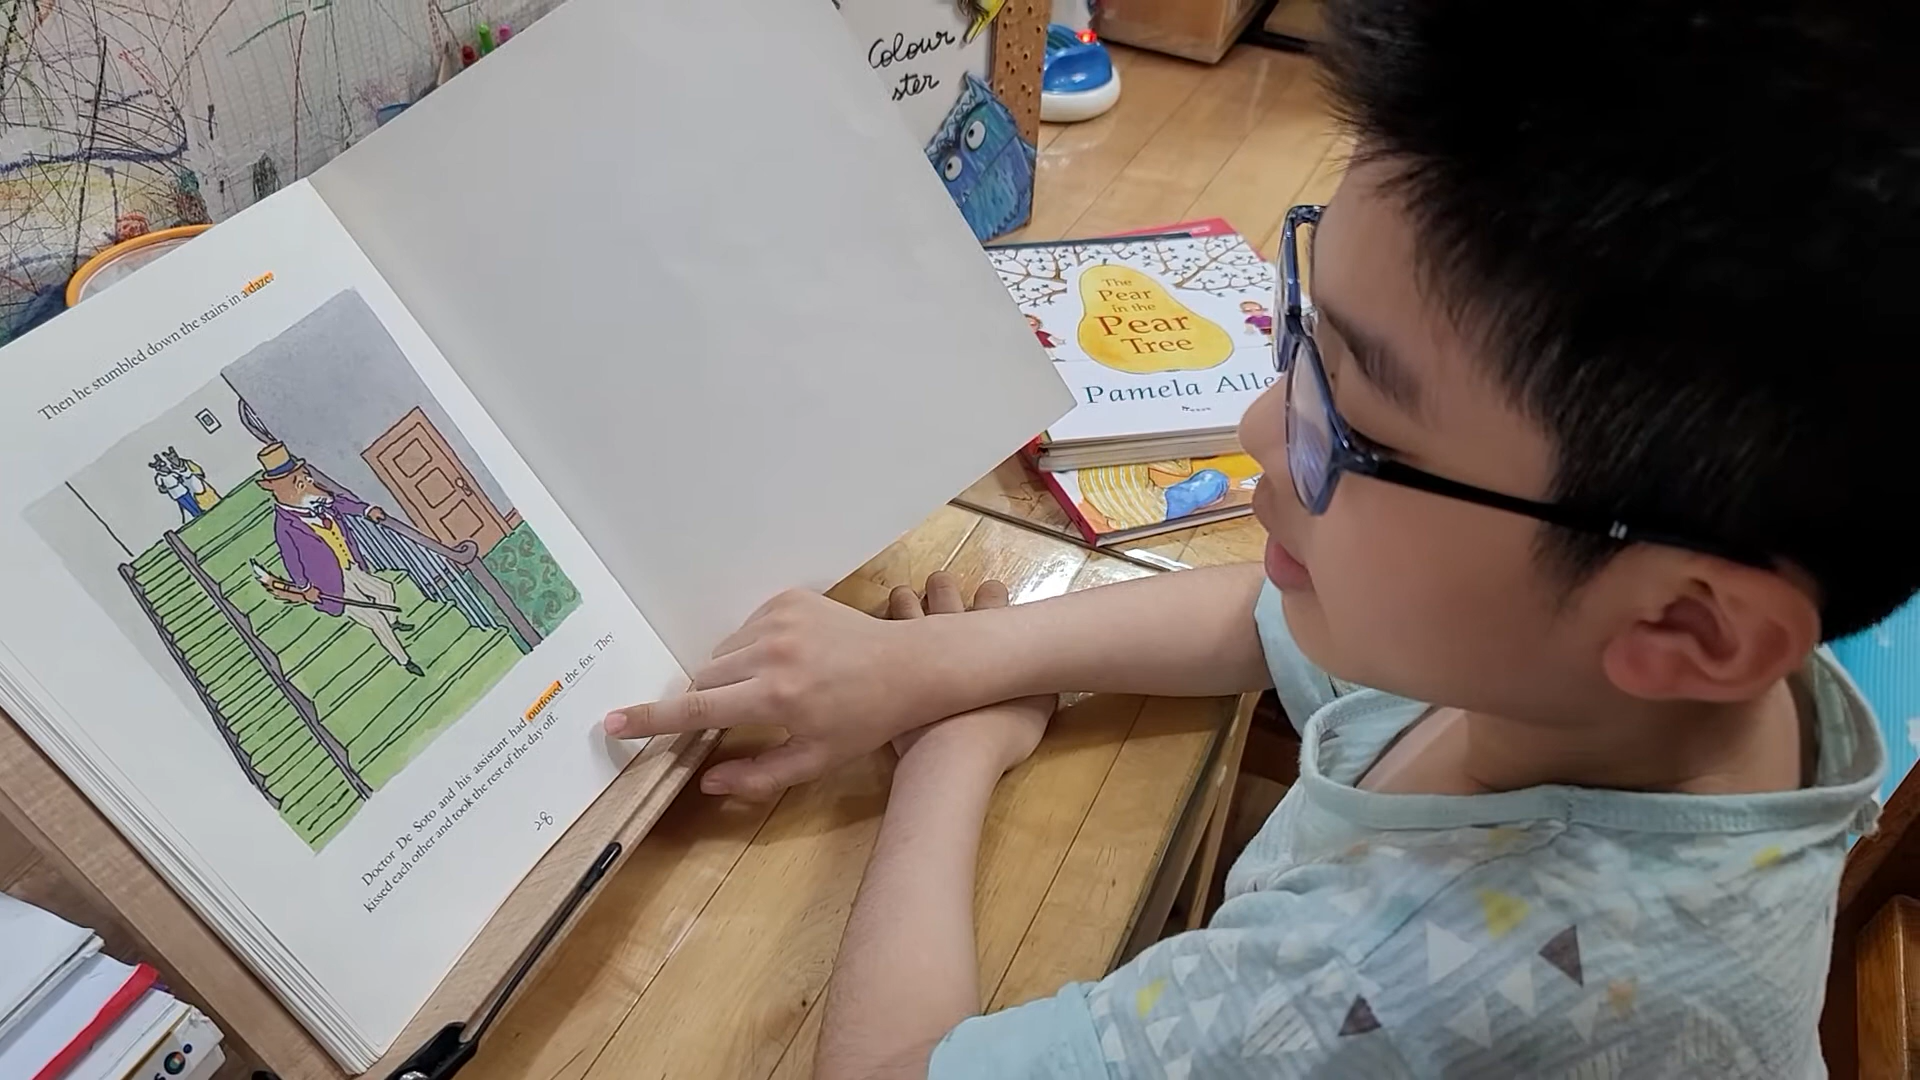 Then he stumbled down the stairs in a daze.
Doctor De Soto and his assistant had outfoxed the fox. They
kissed each other and took the rest of the day off.
28
Colour
ster
The
Pear
in the
Pear
Tree
Pamela Alle